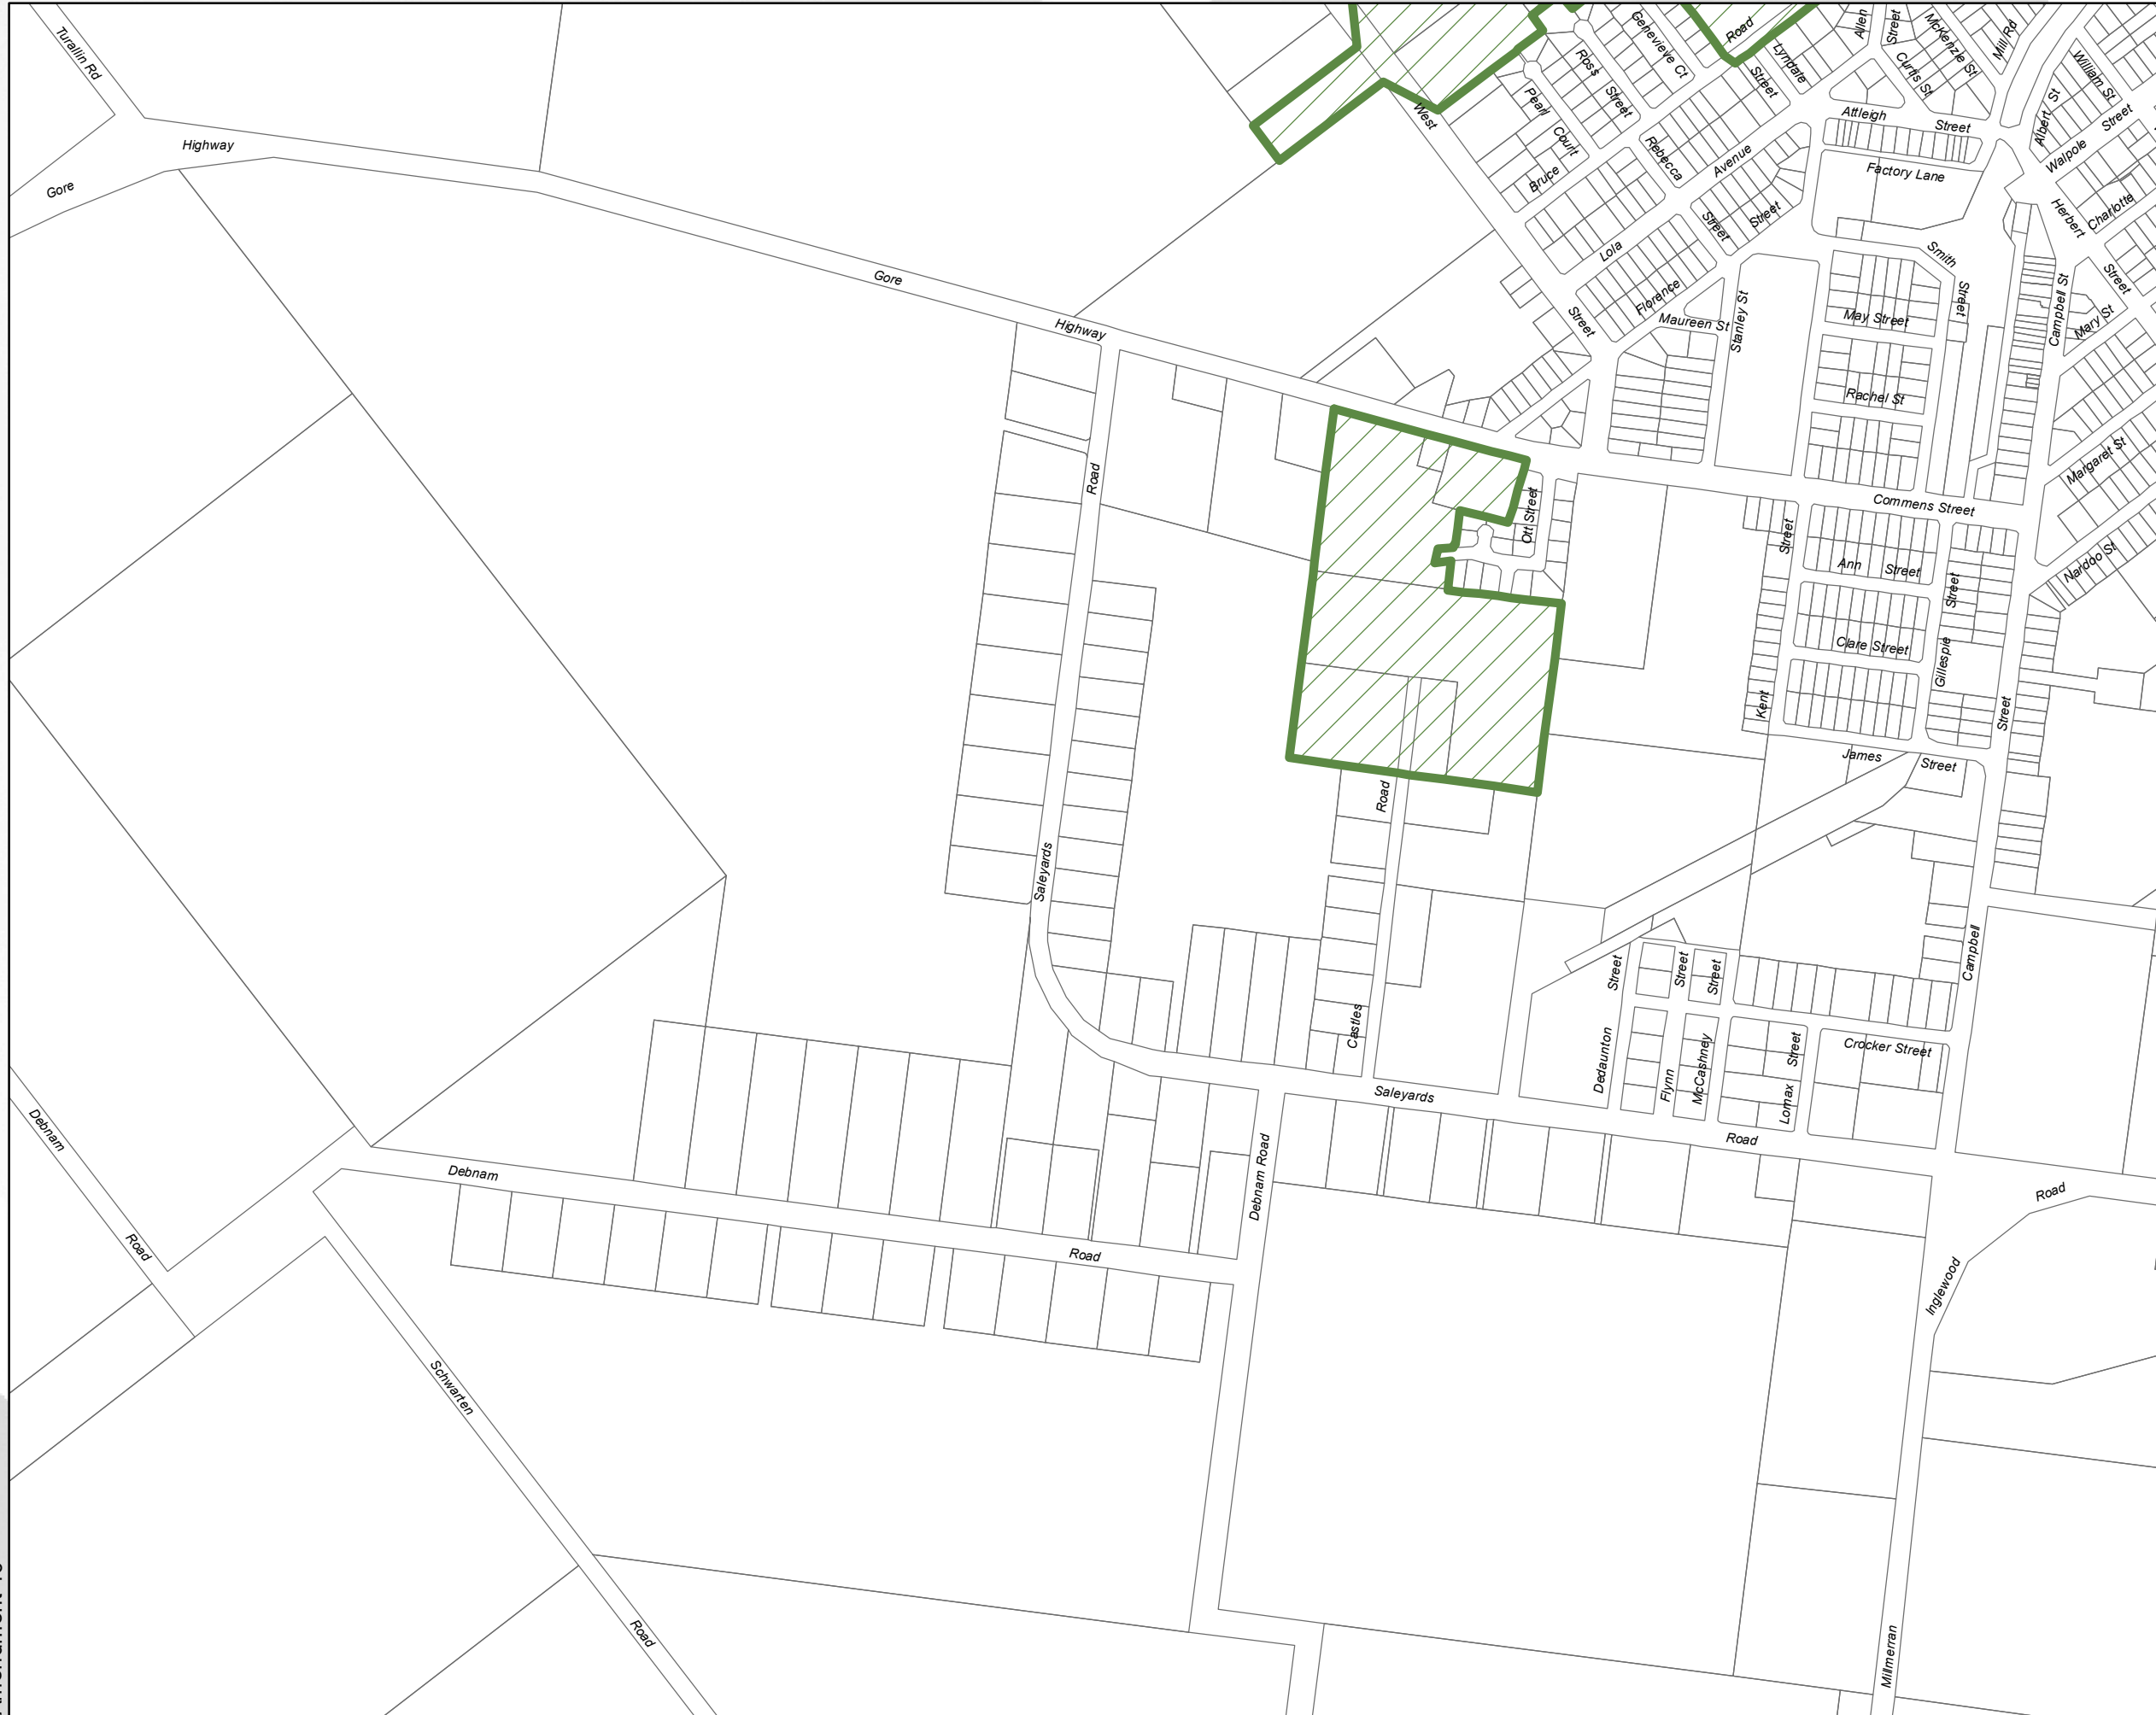 Turallin Rd
Highway
Gore
Gore
Highway
West
Street
Ross
Street
Genevieve Ct
Road
Lyndale
Street
Allen
Street
McKenzie St
Curtis St
Mill Rd
William St
Albert St
Pearl
Court
Bruce
Rebecca
Street
Avenue
Lola
Street
Florence
Attleigh
Street
Factory Lane
Walpole
Street
Herbert
Street
Charlotte
Smith
Street
Maureen St
Stanley St
May Street
Rachel St
Campbell St
Mary St
Margaret St
Nardoo St
Commens Street
Ott Street
Street
Kent
Ann
Street
Clare Street
Street
Gillespie
Street
Campbell
James
Street
Road
Saleyards
Road
Castles
Street
Dedaunton
Street
Flynn
Street
McCashney
Street
Lomax
Crocker Street
Saleyards
Road
Road
Inglewood
Millmerran
Debnam
Road
Debnam
Road
Debnam Road
Schwarten
Road